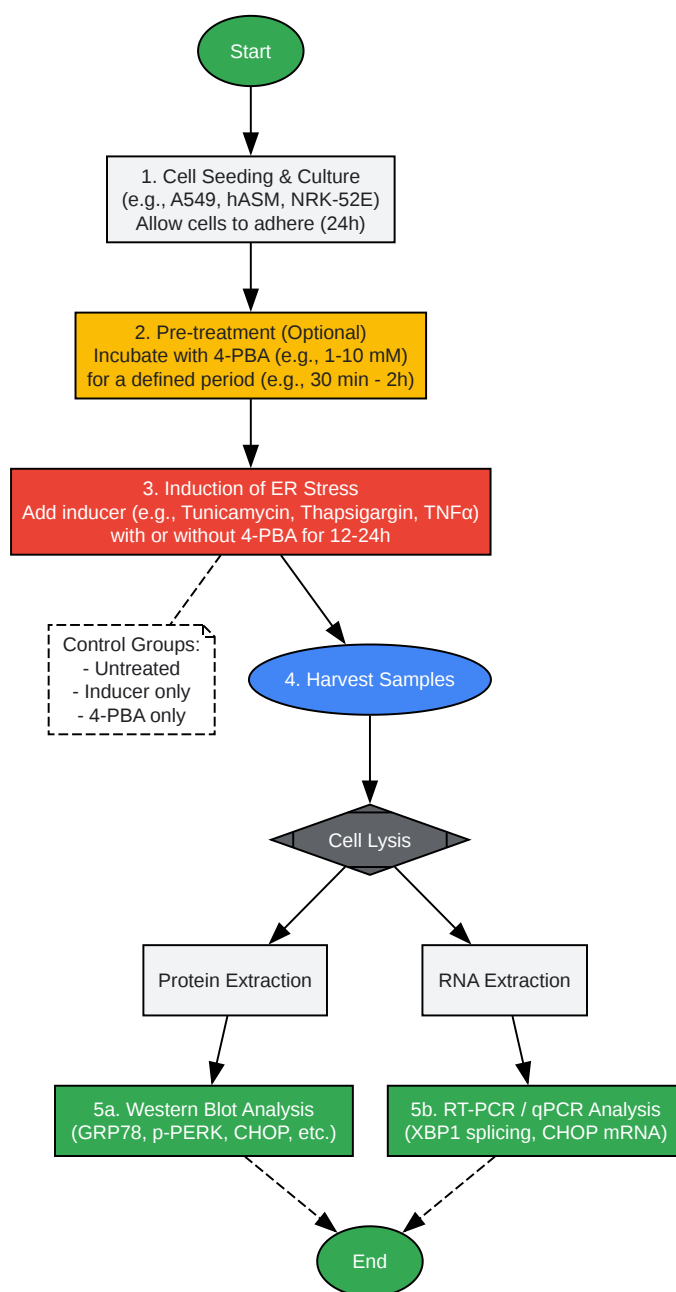 Start
1. Cell Seeding & Culture
(e.g., A549, hASM, NRK-52E)
Allow cells to adhere (24h)
2. Pre-treatment (Optional)
Incubate with 4-PBA (e.g., 1-10 mM)
for a defined period (e.g., 30 min - 2h)
3. Induction of ER Stress
Add inducer (e.g., Tunicamycin, Thapsigargin, TNFα)
with or without 4-PBA for 12-24h
Control Groups:
- Untreated
- Inducer only
- 4-PBA only
4. Harvest Samples
Cell Lysis
Protein Extraction
RNA Extraction
5a. Western Blot Analysis
(GRP78, p-PERK, CHOP, etc.)
5b. RT-PCR / qPCR Analysis
(XBP1 splicing, CHOP mRNA)
End